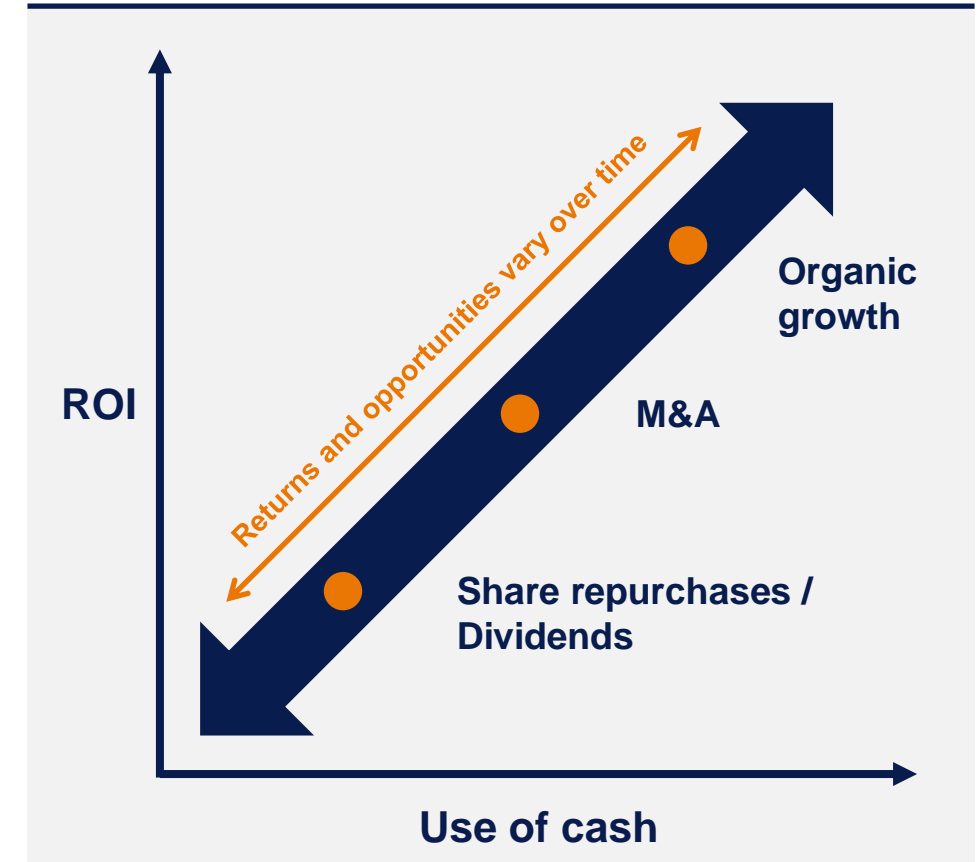 Returns and opportunities vary over time
Organic
growth
ROI
M&A
Share repurchases /
Dividends
Use of cash